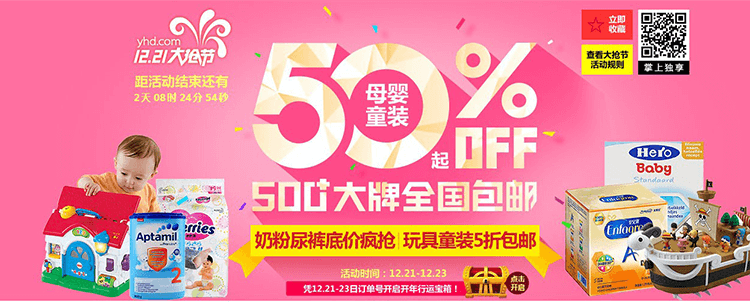 yhd.com
12.21大抢节
距活动结束还有
2天 08时 24分 54秒
50%
母婴
童装
起
OFF
立即
收藏
查看大抢节
活动规则
掌上独享
500+大牌全国包邮
奶粉尿裤底价疯抢 玩具童装5折包邮
活动时间：12.21-12.23
凭12.21-23日订单号开启开年行运宝箱！
点击
开启
Aptamil
2
erries
Hero
Baby
Standaard
Enfa
A+